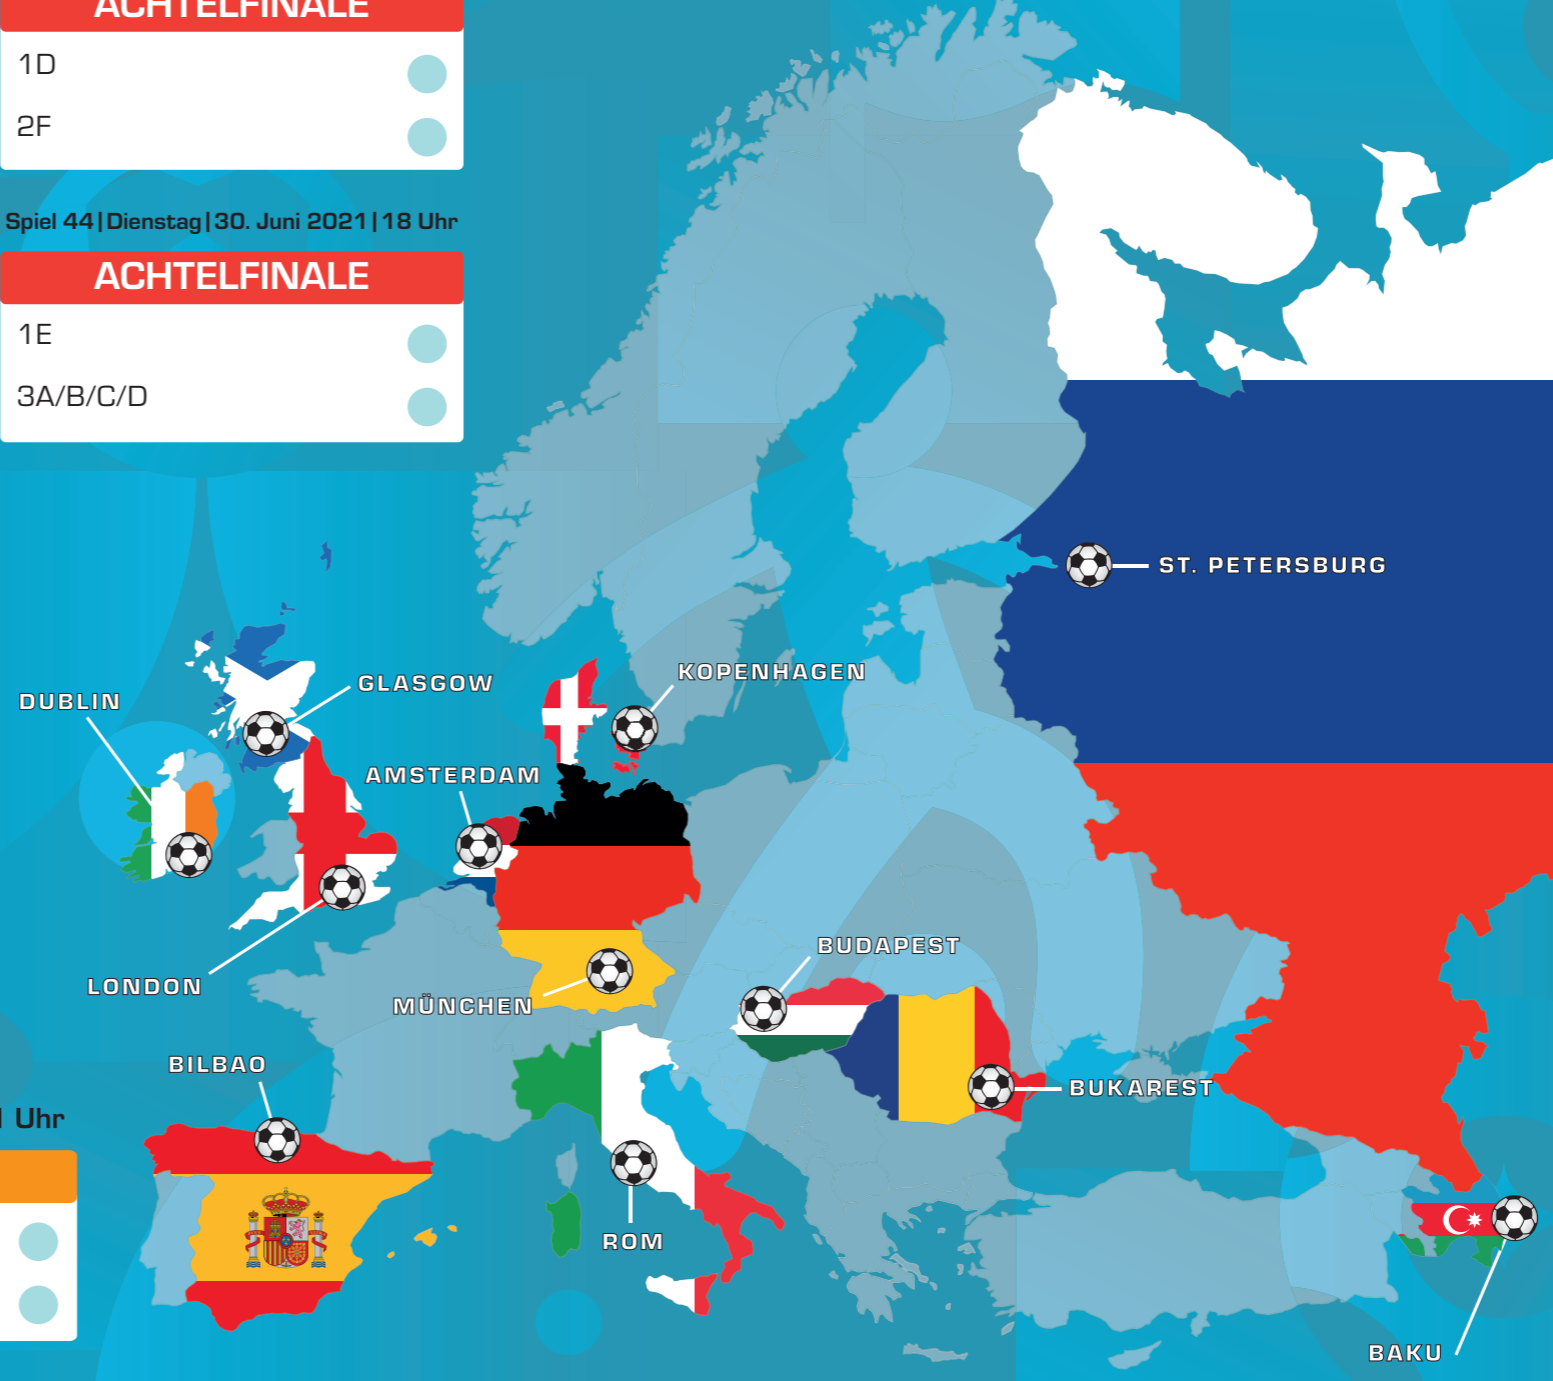 ACHTELFINALE
1D
2F
Spiel 44|Dienstag|30. Juni 2021|18 Uhr
ACHTELFINALE
1E
3A/B/C/D
ST. PETERSBURG
KOPENHAGEN
GLASGOW
DUBLIN
AMSTERDAM
BUDAPEST
LONDON
MÜNCHEN
BILBAO
BUKAREST
Uhr
ROM
BAKU